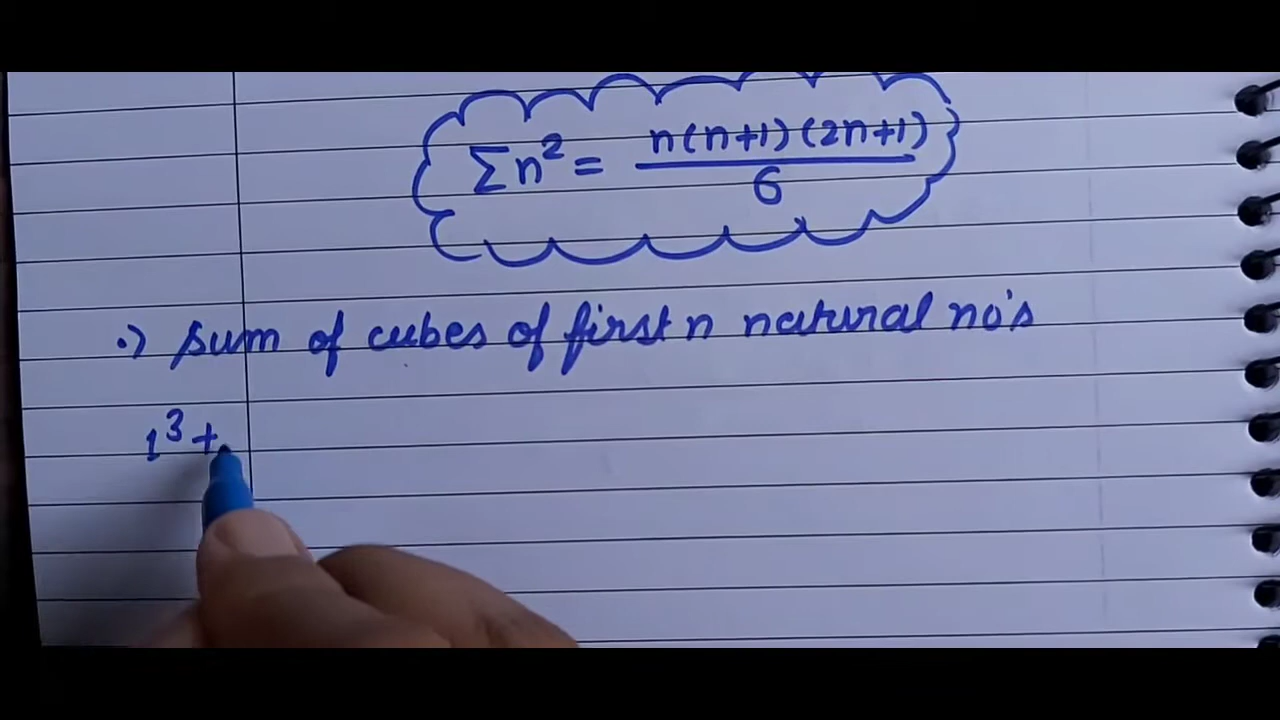 Σn² = n(n+1)(2n+1)/6
•) Sum of cubes of first n natural no's
1³ +